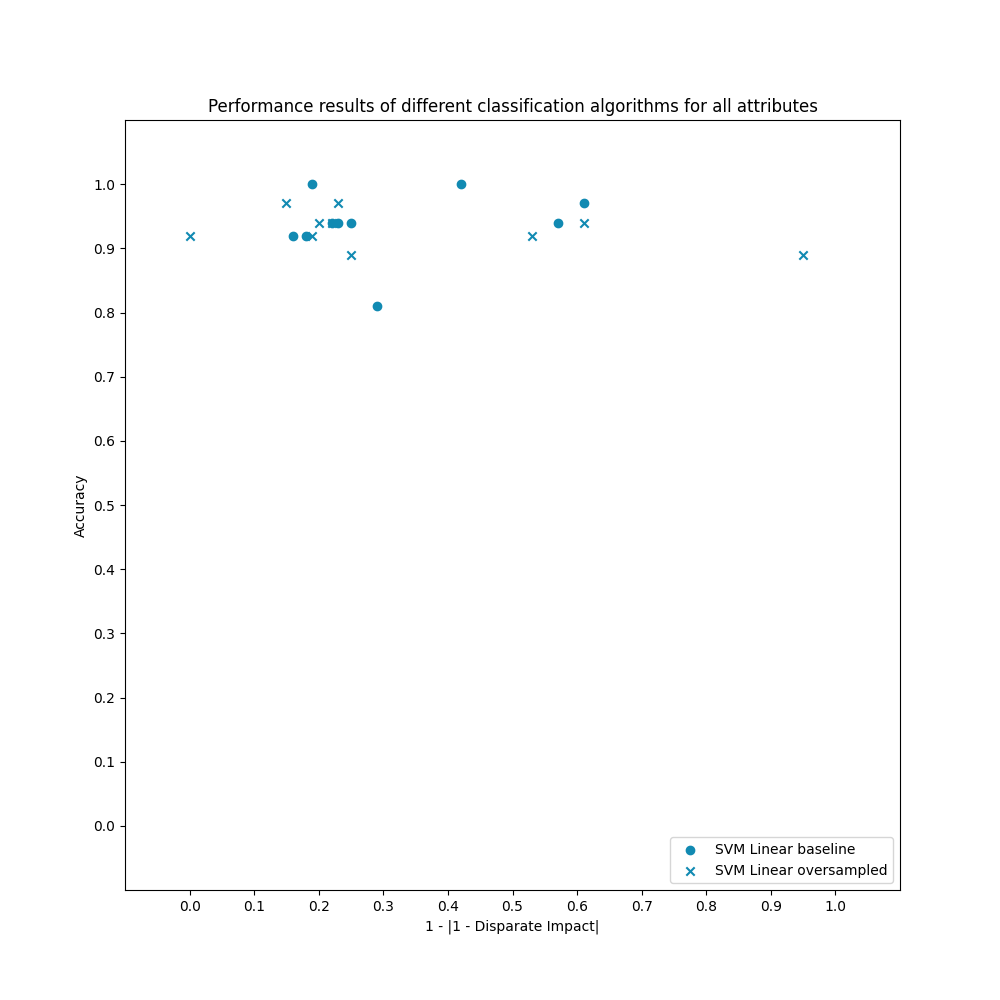 Performance results of different classification algorithms for all attributes
1.0
0.9
0.8
0.7
0.6
0.5
0.4
0.3
0.2
0.1
0.0
Accuracy
SVM Linear baseline
SVM Linear oversampled
0.0 0.1 0.2 0.3 0.4 0.5 0.6 0.7 0.8 0.9 1.0
1 - |1 - Disparate Impact|